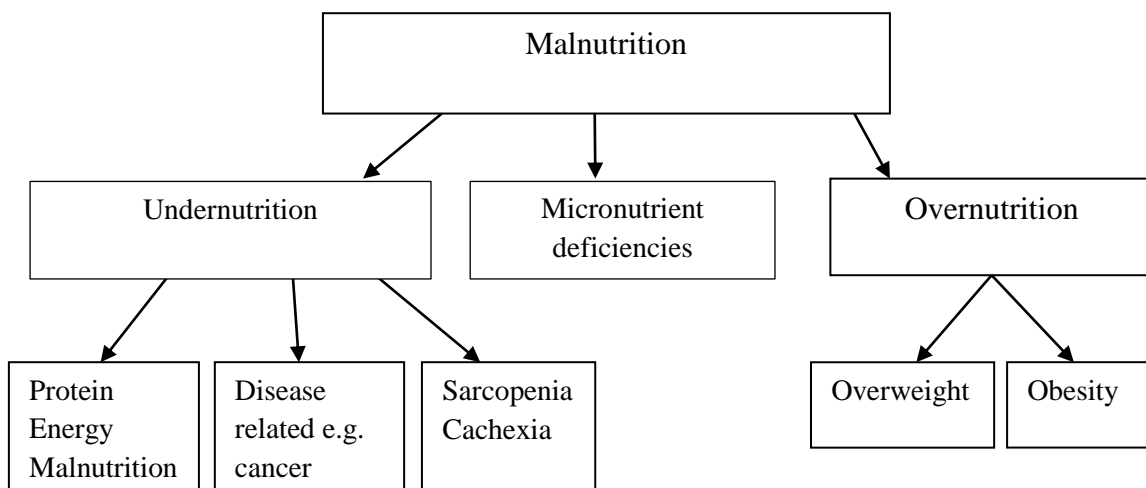 Malnutrition
Undernutrition
Micronutrient
deficiencies
Overnutrition
Protein
Energy
Malnutrition
Disease
related e.g.
cancer
Sarcopenia
Cachexia
Overweight
Obesity